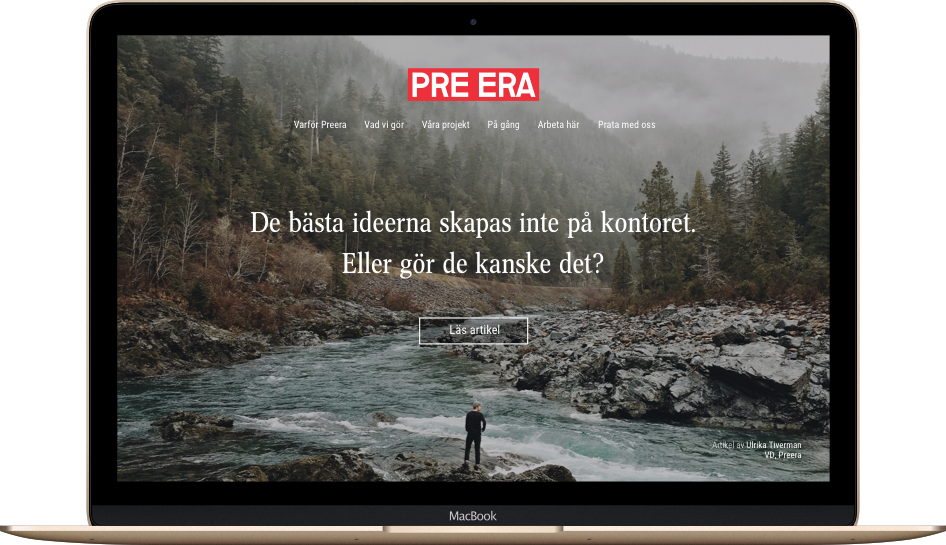 PRE ERA
Varför Preera Vad vi gör Våra projekt På gång Arbeta här Prata med oss
De bästa ideerna skapas inte på kontoret.
Eller gör de kanske det?
Läs artikel
Artikel av Ulrika Tiverman
VD, Preera
MacBook